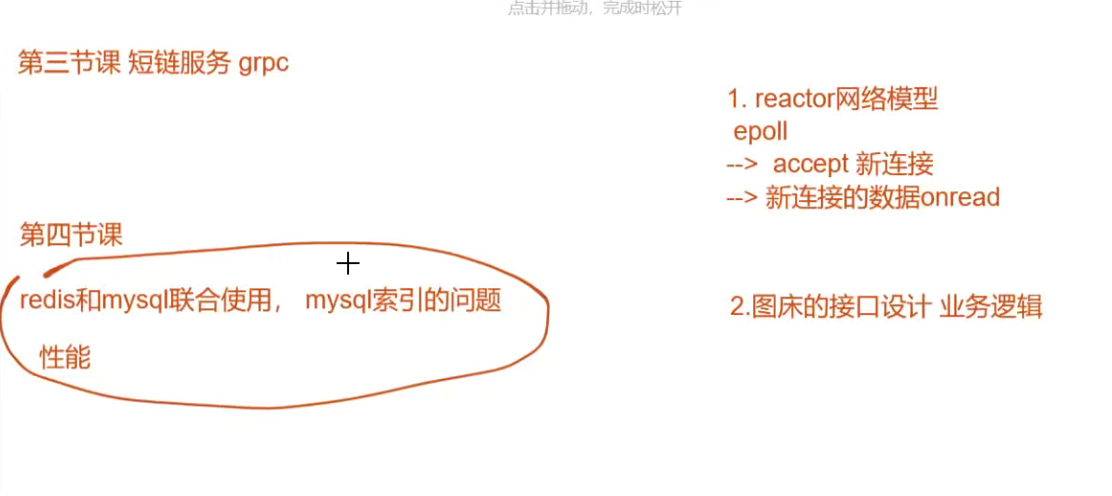 点击并拖动，完成时松开
第三节课 短链服务 grpc
第四节课
redis和mysql联合使用， mysql索引的问题
性能
1. reactor网络模型
epoll
--> accept 新连接
--> 新连接的数据onread
2.图床的接口设计 业务逻辑